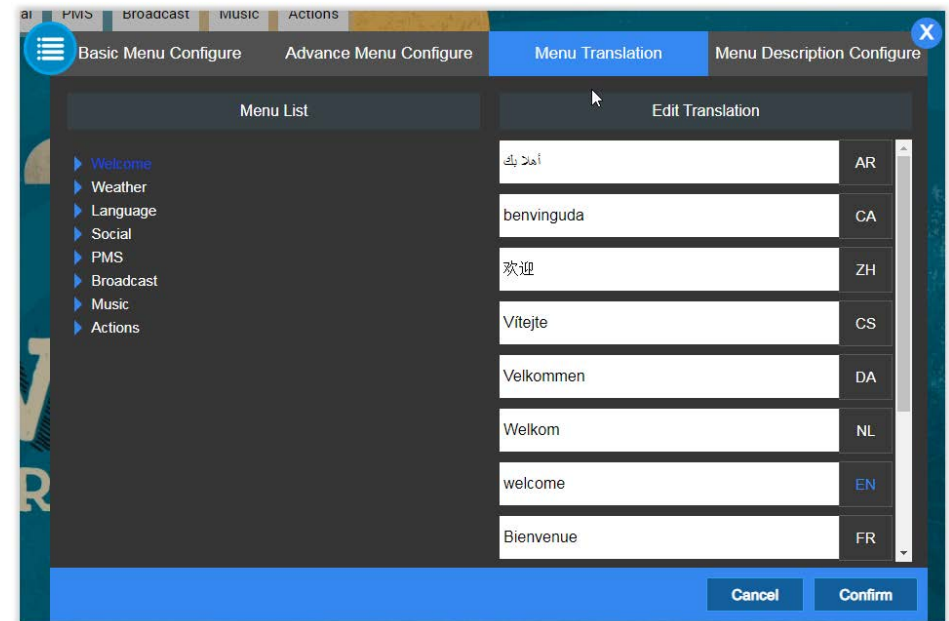 al PMS Broadcast Music Actions
X
Basic Menu Configure Advance Menu Configure Menu Translation Menu Description Configure
Menu List Edit Translation
Welcome
Weather
Language
Social
PMS
Broadcast
Music
Actions
أهلا بك AR
benvinguda CA
欢迎 ZH
Vítejte CS
Velkommen DA
Welkom NL
welcome EN
Bienvenue FR
R
Cancel Confirm